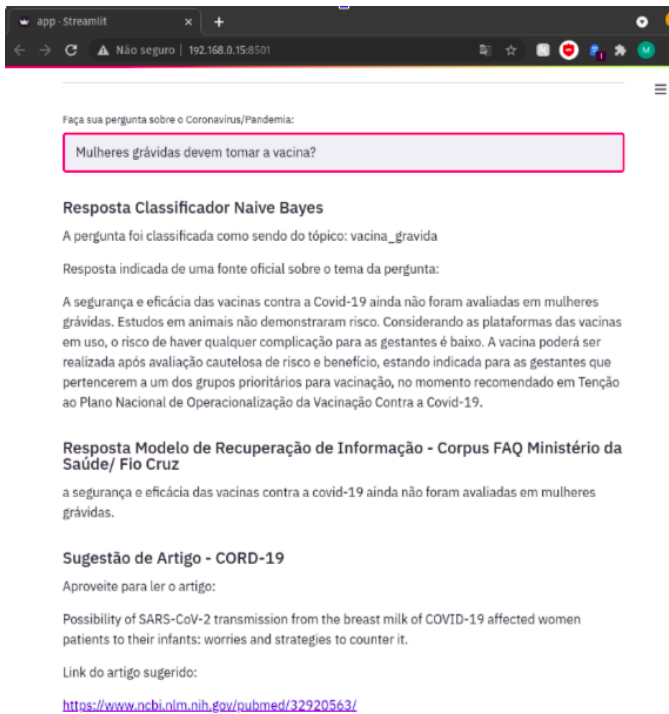 app · Streamlit
Não seguro | 192.168.0.15:8501
Faça sua pergunta sobre o Coronavírus/Pandemia:
Mulheres grávidas devem tomar a vacina?
Resposta Classificador Naive Bayes
A pergunta foi classificada como sendo do tópico: vacina_gravida
Resposta indicada de uma fonte oficial sobre o tema da pergunta:
A segurança e eficácia das vacinas contra a Covid-19 ainda não foram avaliadas em mulheres
grávidas. Estudos em animais não demonstraram risco. Considerando as plataformas das vacinas
em uso, o risco de haver qualquer complicação para as gestantes é baixo. A vacina poderá ser
realizada após avaliação cautelosa de risco e benefício, estando indicada para as gestantes que
pertencerem a um dos grupos prioritários para vacinação, no momento recomendado em Tenção
ao Plano Nacional de Operacionalização da Vacinação Contra a Covid-19.
Resposta Modelo de Recuperação de Informação - Corpus FAQ Ministério da
Saúde/ Fio Cruz
a segurança e eficácia das vacinas contra a covid-19 ainda não foram avaliadas em mulheres
grávidas.
Sugestão de Artigo - CORD-19
Aproveite para ler o artigo:
Possibility of SARS-CoV-2 transmission from the breast milk of COVID-19 affected women
patients to their infants: worries and strategies to counter it.
Link do artigo sugerido:
https://www.ncbi.nlm.nih.gov/pubmed/32920563/